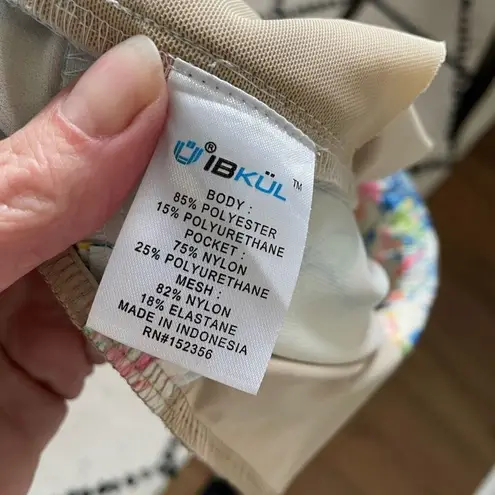 ® IBKÜL ™
BODY :
85% POLYESTER
15% POLYURETHANE
POCKET :
75% NYLON
25% POLYURETHANE
MESH :
82% NYLON
18% ELASTANE
MADE IN INDONESIA
RN#152356